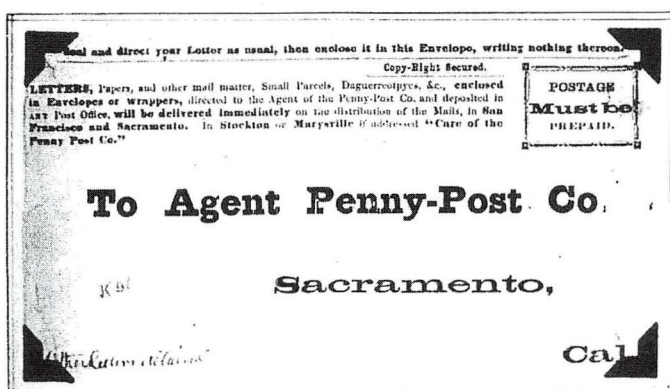 and direct your Letter as usual, then enclose it in this Envelope, writing nothing thereon.
Copy-Right Secured.
LETTERS, Papers, and other mail matter, Small Parcels, Daguerreotpyes, &c., enclosed
in Envelopes or wrappers, directed to the Agent of the Penny-Post Co. and deposited in
ANY Post Office, will be delivered immediately on the distribution of the Mails, in San
Francisco and Sacramento. In Stockton or Marysville if addressed "Care of the
Penny Post Co."
POSTAGE
Must be
PREPAID.
To Agent Penny-Post Co.
Sacramento,
Cal